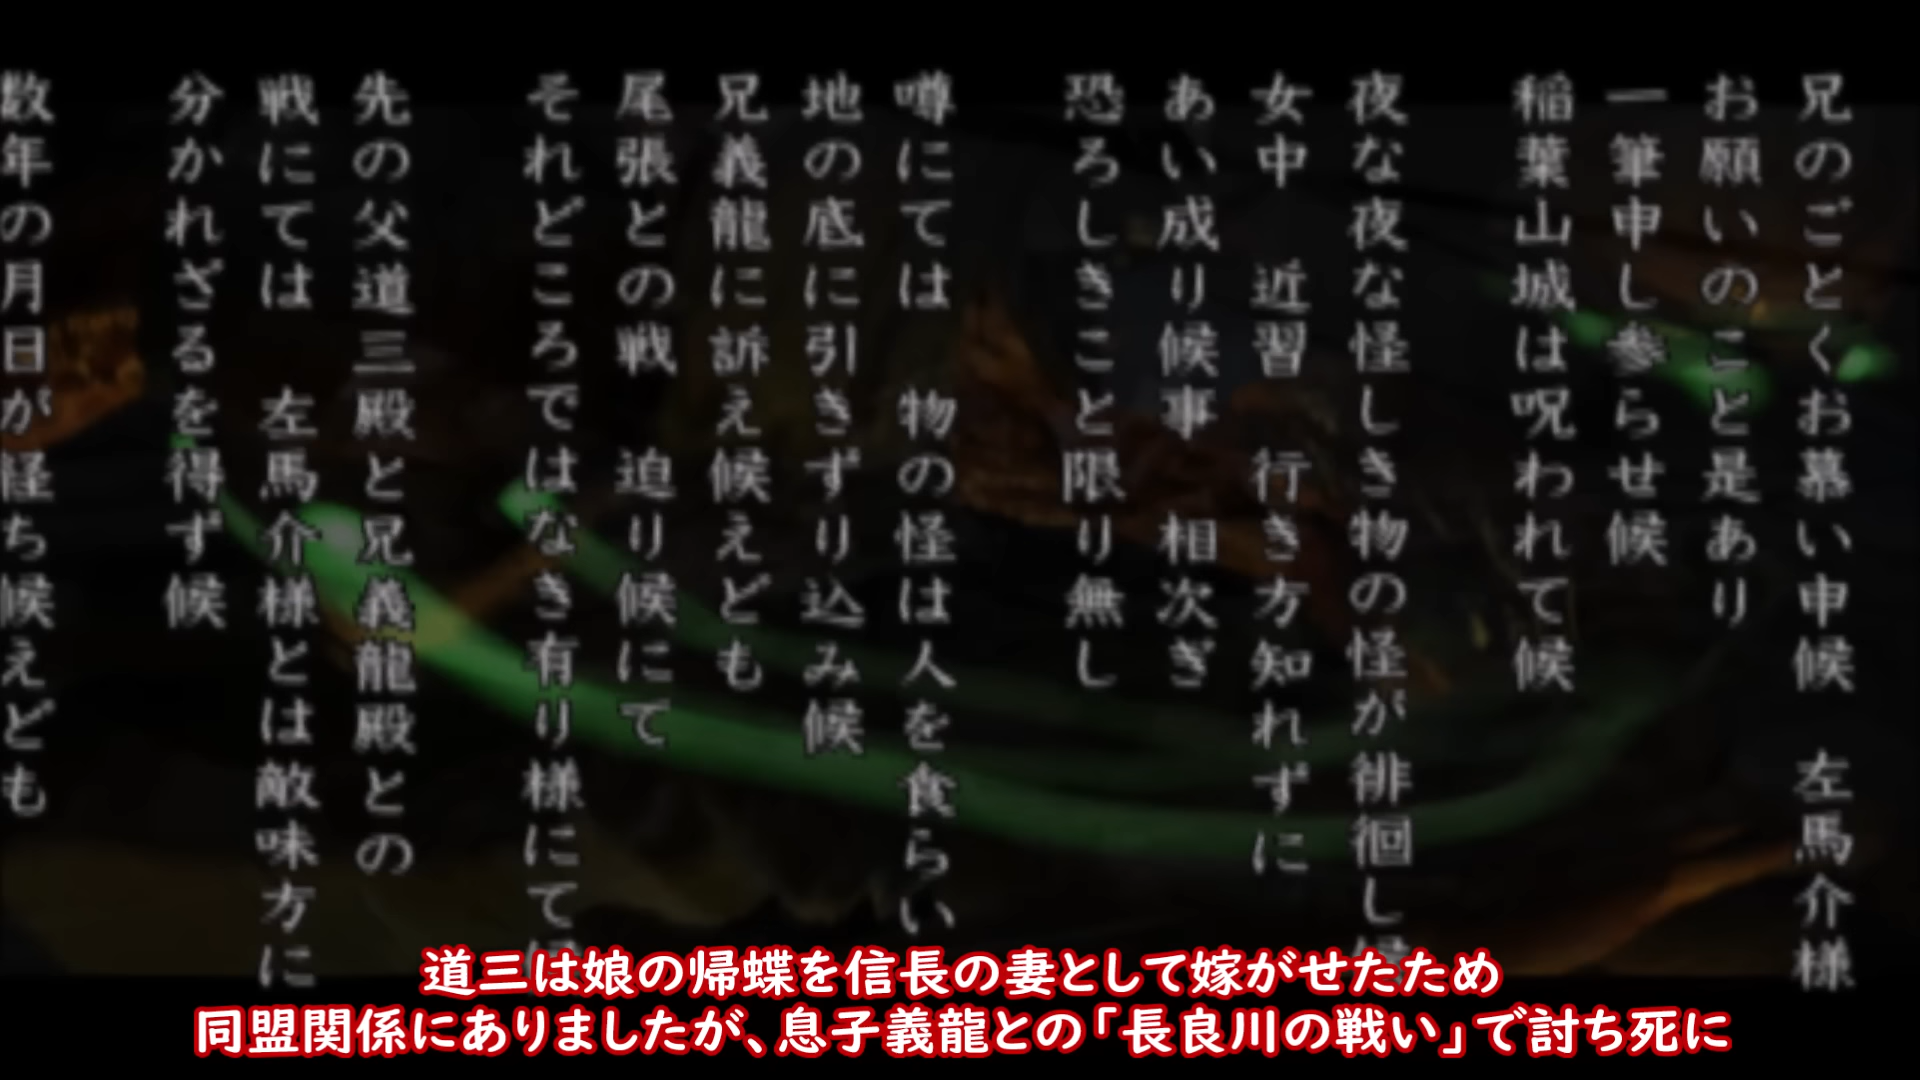 兄のごとくお慕い申候　左馬介様
お願いのこと是あり
一筆申し参らせ候
稲葉山城は呪われて候
夜な夜な怪しき物の怪が徘徊し候
女中　近習　行き方知れずに
あい成り候事　相次ぎ
恐ろしきこと限り無し
噂にては　物の怪は人を食らい
地の底に引きずり込み候
兄義龍に訴え候えども
尾張との戦　迫り候にて
それどころではなき有り様にて候
先の父道三殿と兄義龍殿との
戦にては　左馬介様とは敵味方に
分かれざるを得ず候
数年の月日が経ち候えども
道三は娘の帰蝶を信長の妻として嫁がせたため
同盟関係にありましたが、息子義龍との「長良川の戦い」で討ち死に